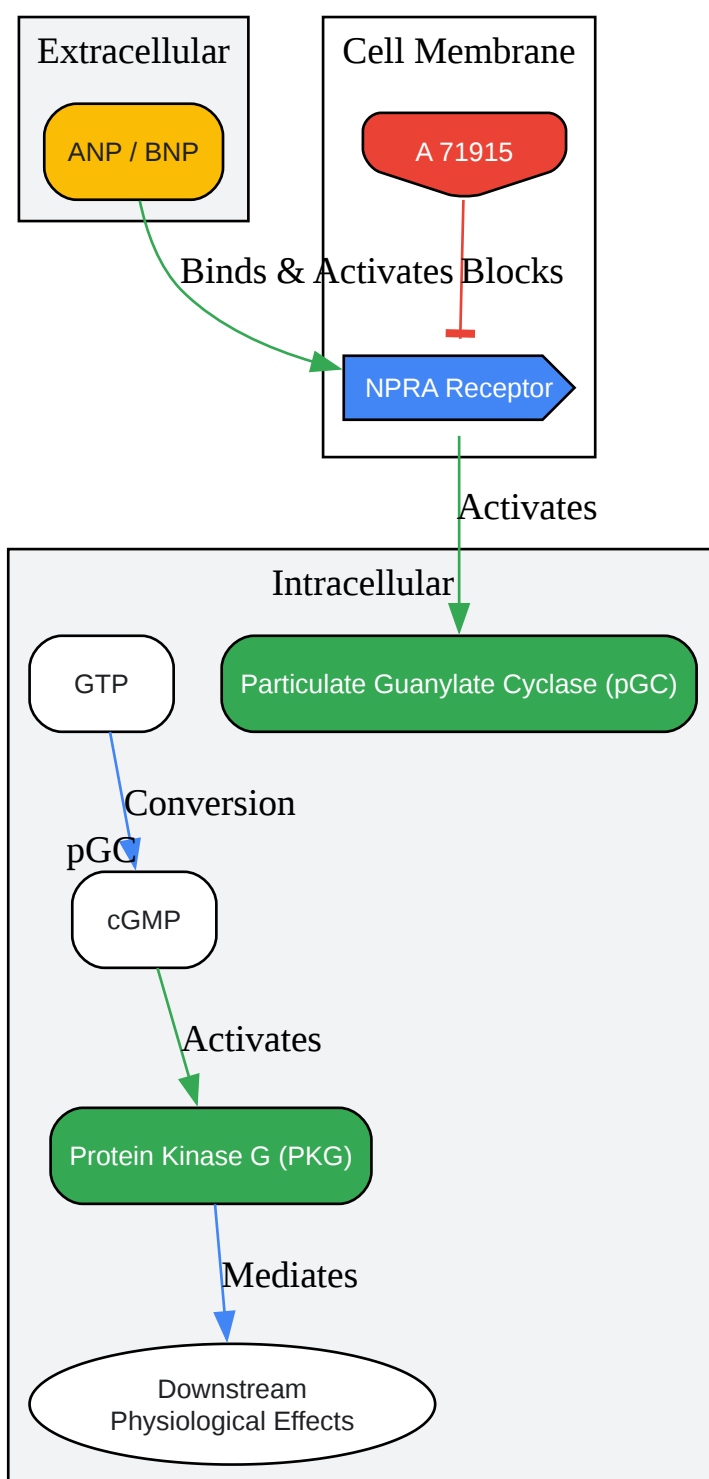 Extracellular
Cell Membrane
ANP / BNP
A 71915
Binds & Activates
Blocks
NPRA Receptor
Activates
Intracellular
GTP
Particulate Guanylate Cyclase (pGC)
Conversion
pGC
cGMP
Activates
Protein Kinase G (PKG)
Mediates
Downstream
Physiological Effects